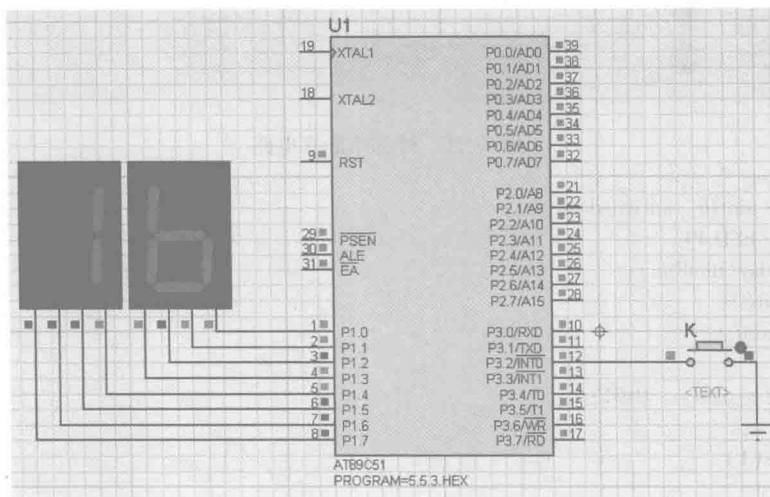 U1
19 XTAL1
18 XTAL2
9 RST
29 PSEN
30 ALE
31 EA
1 P1.0
2 P1.1
3 P1.2
4 P1.3
5 P1.4
6 P1.5
7 P1.6
8 P1.7
P0.0/AD0 39
P0.1/AD1 38
P0.2/AD2 37
P0.3/AD3 36
P0.4/AD4 35
P0.5/AD5 34
P0.6/AD6 33
P0.7/AD7 32
P2.0/A8 21
P2.1/A9 22
P2.2/A10 23
P2.3/A11 24
P2.4/A12 25
P2.5/A13 26
P2.6/A14 27
P2.7/A15 28
P3.0/RXD 10
P3.1/TXD 11
P3.2/INT0 12
P3.3/INT1 13
P3.4/T0 14
P3.5/T1 15
P3.6/WR 16
P3.7/RD 17
16
K
<TEXT>
AT89C51
PROGRAM=5.5.3.HEX